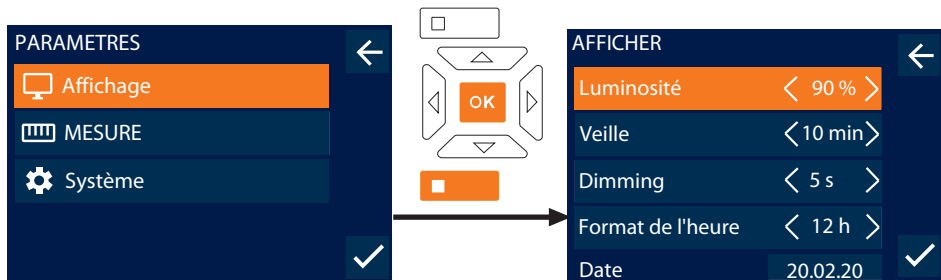 PARAMETRES
Affichage
MESURE
Système
OK
AFFICHER
Luminosité 90 %
Veille 10 min
Dimming 5 s
Format de l'heure 12 h
Date 20.02.20